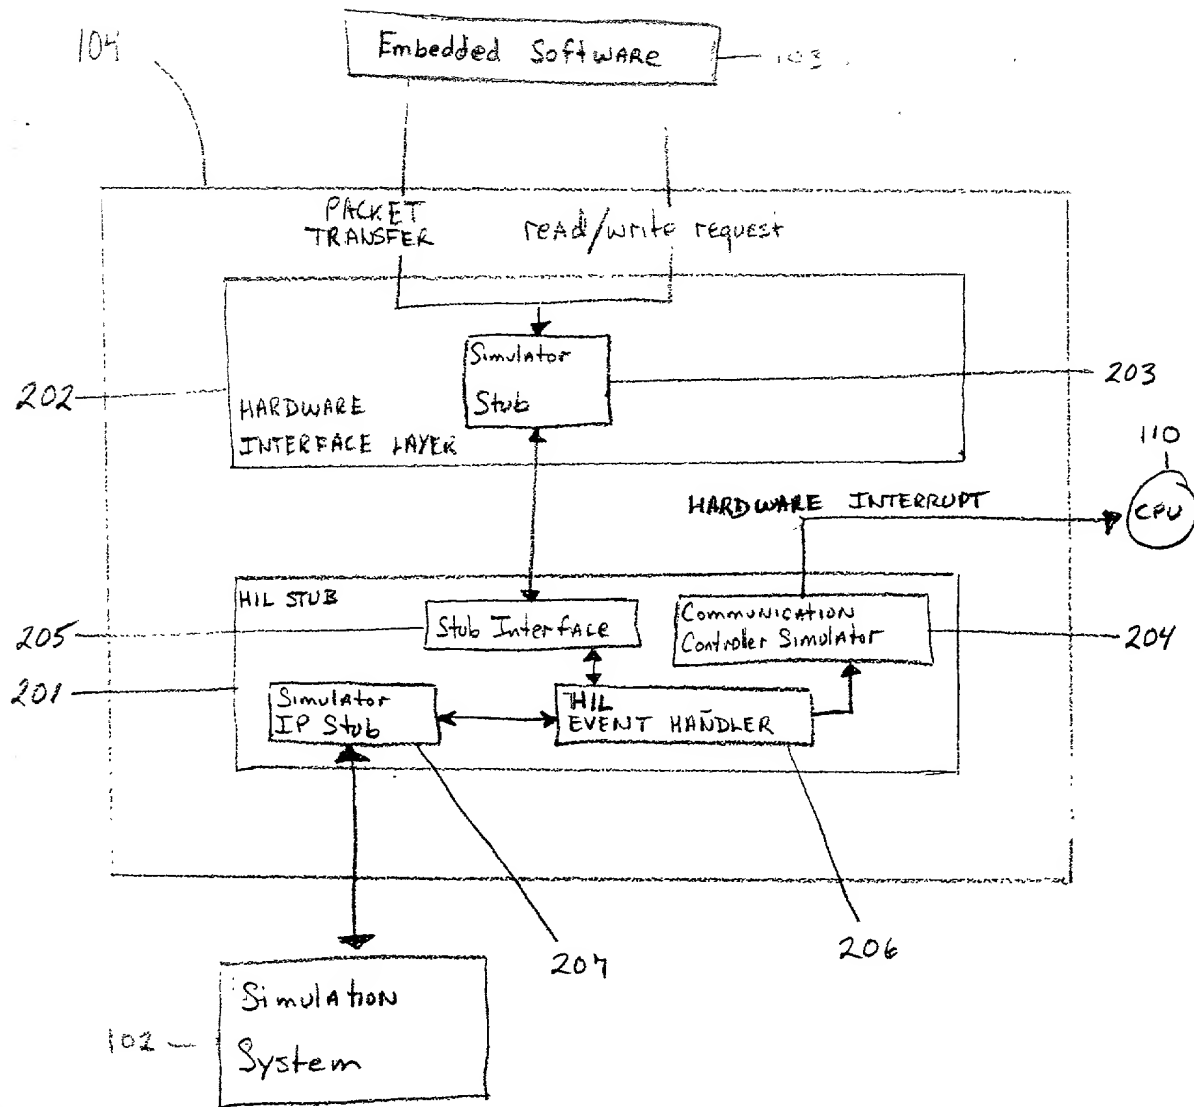 104
Embedded Software
103
PACKET
TRANSFER
read/write request
Simulator
Stub
203
202
HARDWARE
INTERFACE LAYER
110
CPU
HARDWARE INTERRUPT
HIL STUB
205
Stub Interface
COMMUNICATION
Controller Simulator
204
201
Simulator
IP Stub
HIL
EVENT HANDLER
207
206
Simulation
System
102